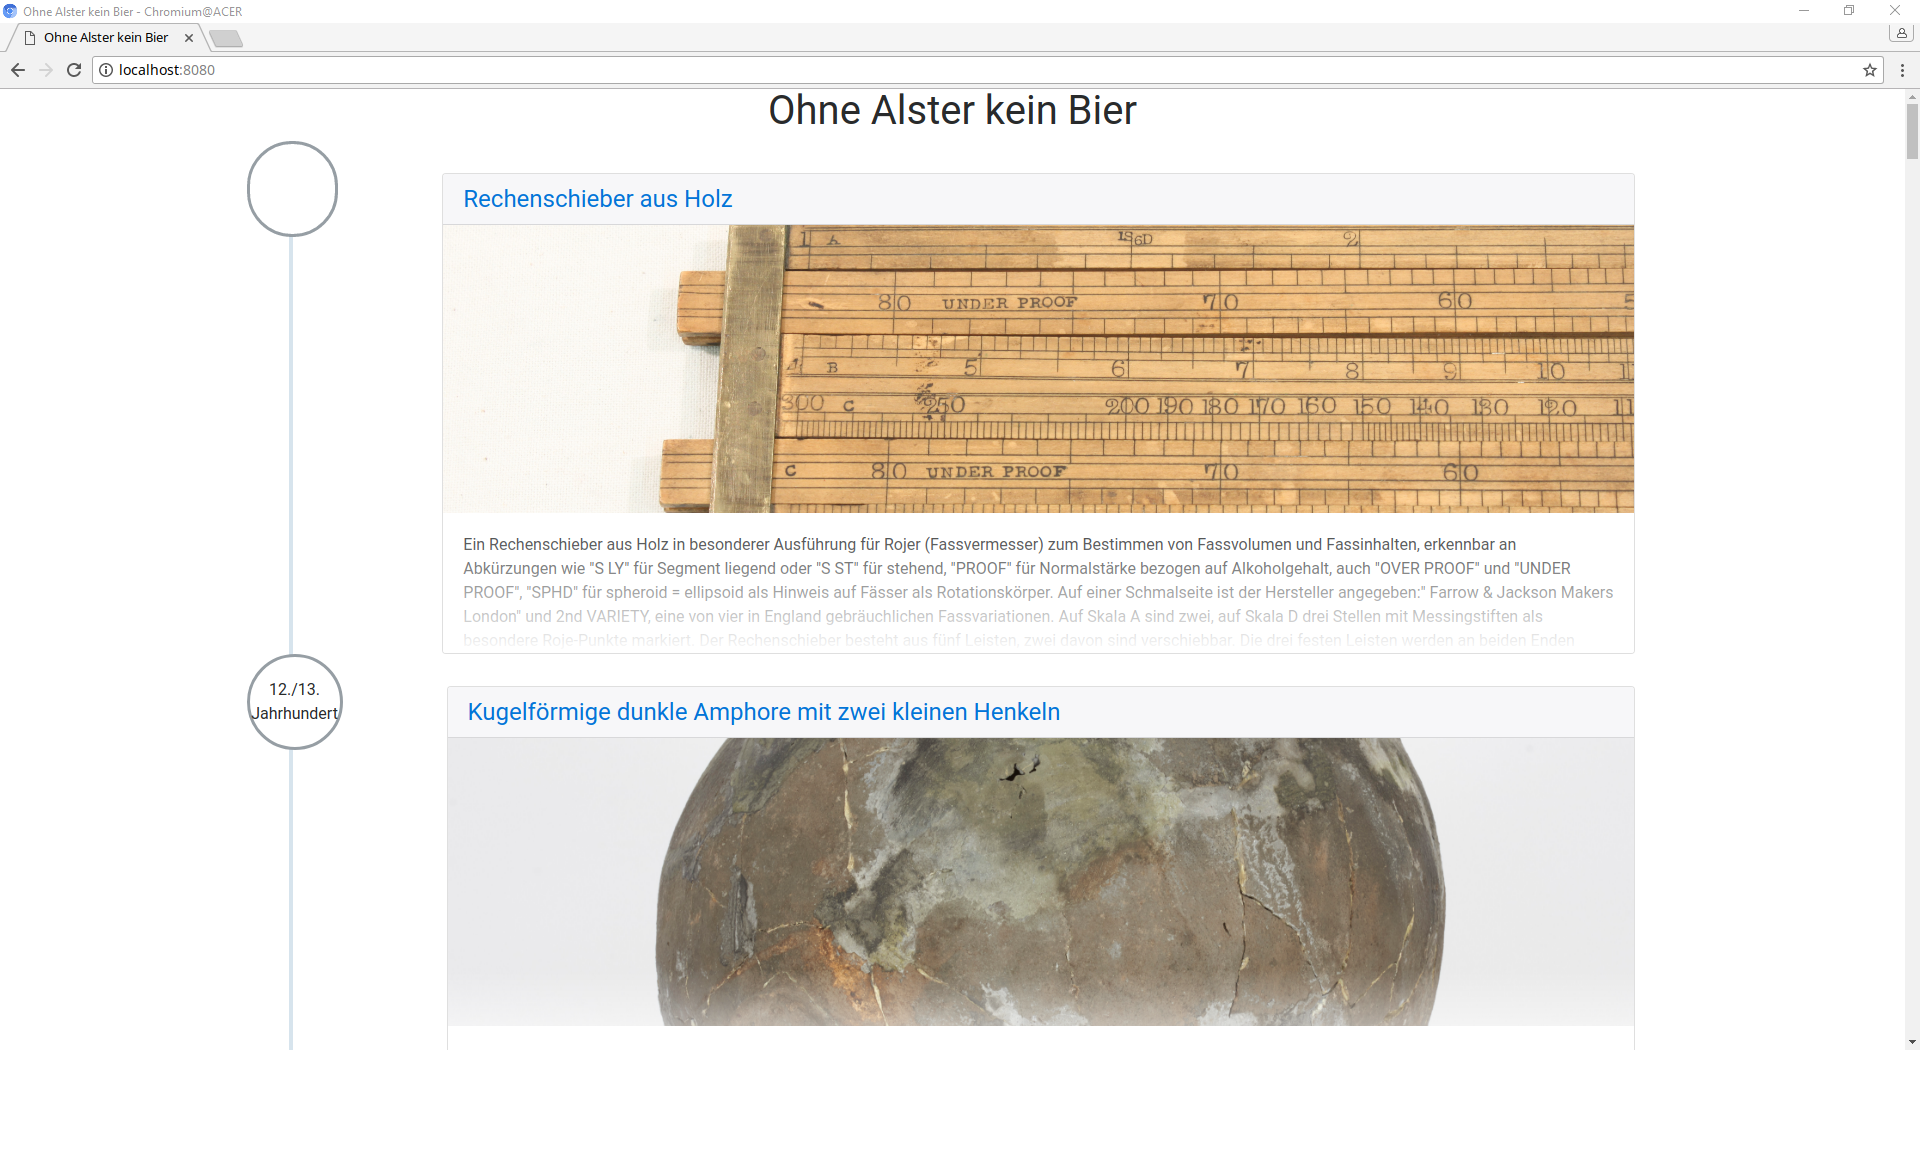 Ohne Alster kein Bier - Chromium@ACER
Ohne Alster kein Bier
localhost:8080
Ohne Alster kein Bier
Rechenschieber aus Holz
1 A 1S6D 2
80 UNDER PROOF 70 60
B 5 6 7 8 9 10
300 C 250 200 190 180 170 160 150 140 130 120
C 80 UNDER PROOF 70 60
Ein Rechenschieber aus Holz in besonderer Ausführung für Rojer (Fassvermesser) zum Bestimmen von Fassvolumen und Fassinhalten, erkennbar an
Abkürzungen wie "S LY" für Segment liegend oder "S ST" für stehend, "PROOF" für Normalstärke bezogen auf Alkoholgehalt, auch "OVER PROOF" und "UNDER
PROOF", "SPHD" für spheroid = ellipsoid als Hinweis auf Fässer als Rotationskörper. Auf einer Schmalseite ist der Hersteller angegeben:" Farrow & Jackson Makers
London" und 2nd VARIETY, eine von vier in England gebräuchlichen Fassvariationen. Auf Skala A sind zwei, auf Skala D drei Stellen mit Messingstiften als
besondere Roje-Punkte markiert. Der Rechenschieber besteht aus fünf Leisten, zwei davon sind verschiebbar. Die drei festen Leisten werden an beiden Enden
12./13.
Jahrhundert
Kugelförmige dunkle Amphore mit zwei kleinen Henkeln